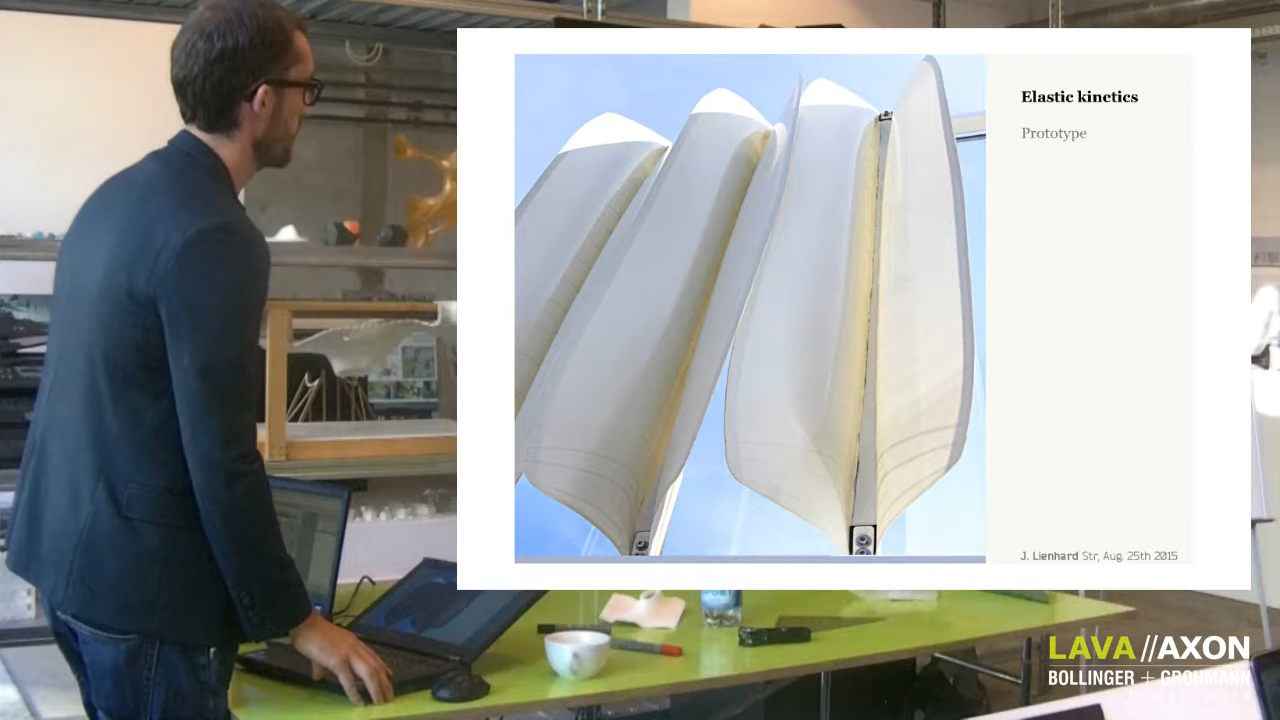 Elastic kinetics
Prototype
J. Lienhard Str, Aug. 25th 2015
LAVA //AXON
BOLLINGER + GROHMANN